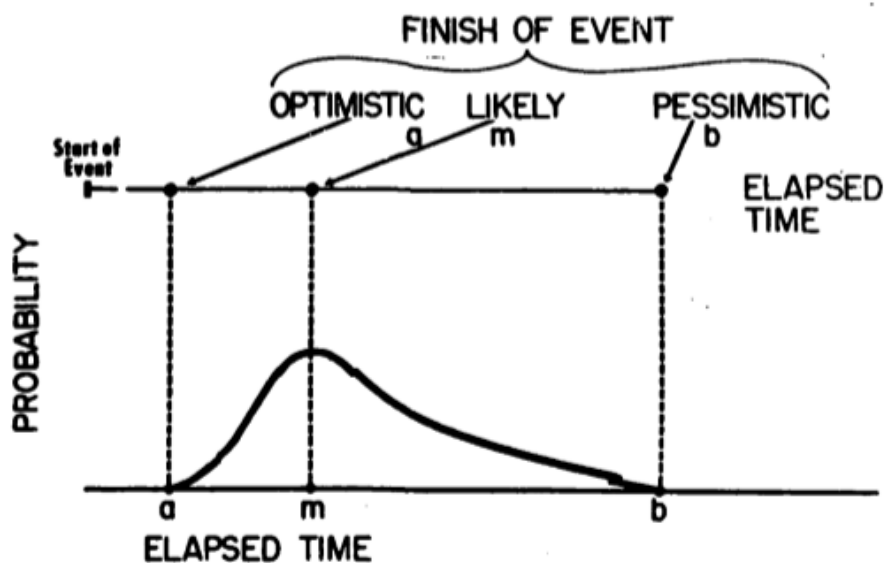 FINISH OF EVENT
OPTIMISTIC LIKELY PESSIMISTIC
a m b
Start of
Event
ELAPSED
TIME
PROBABILITY
a m b
ELAPSED TIME